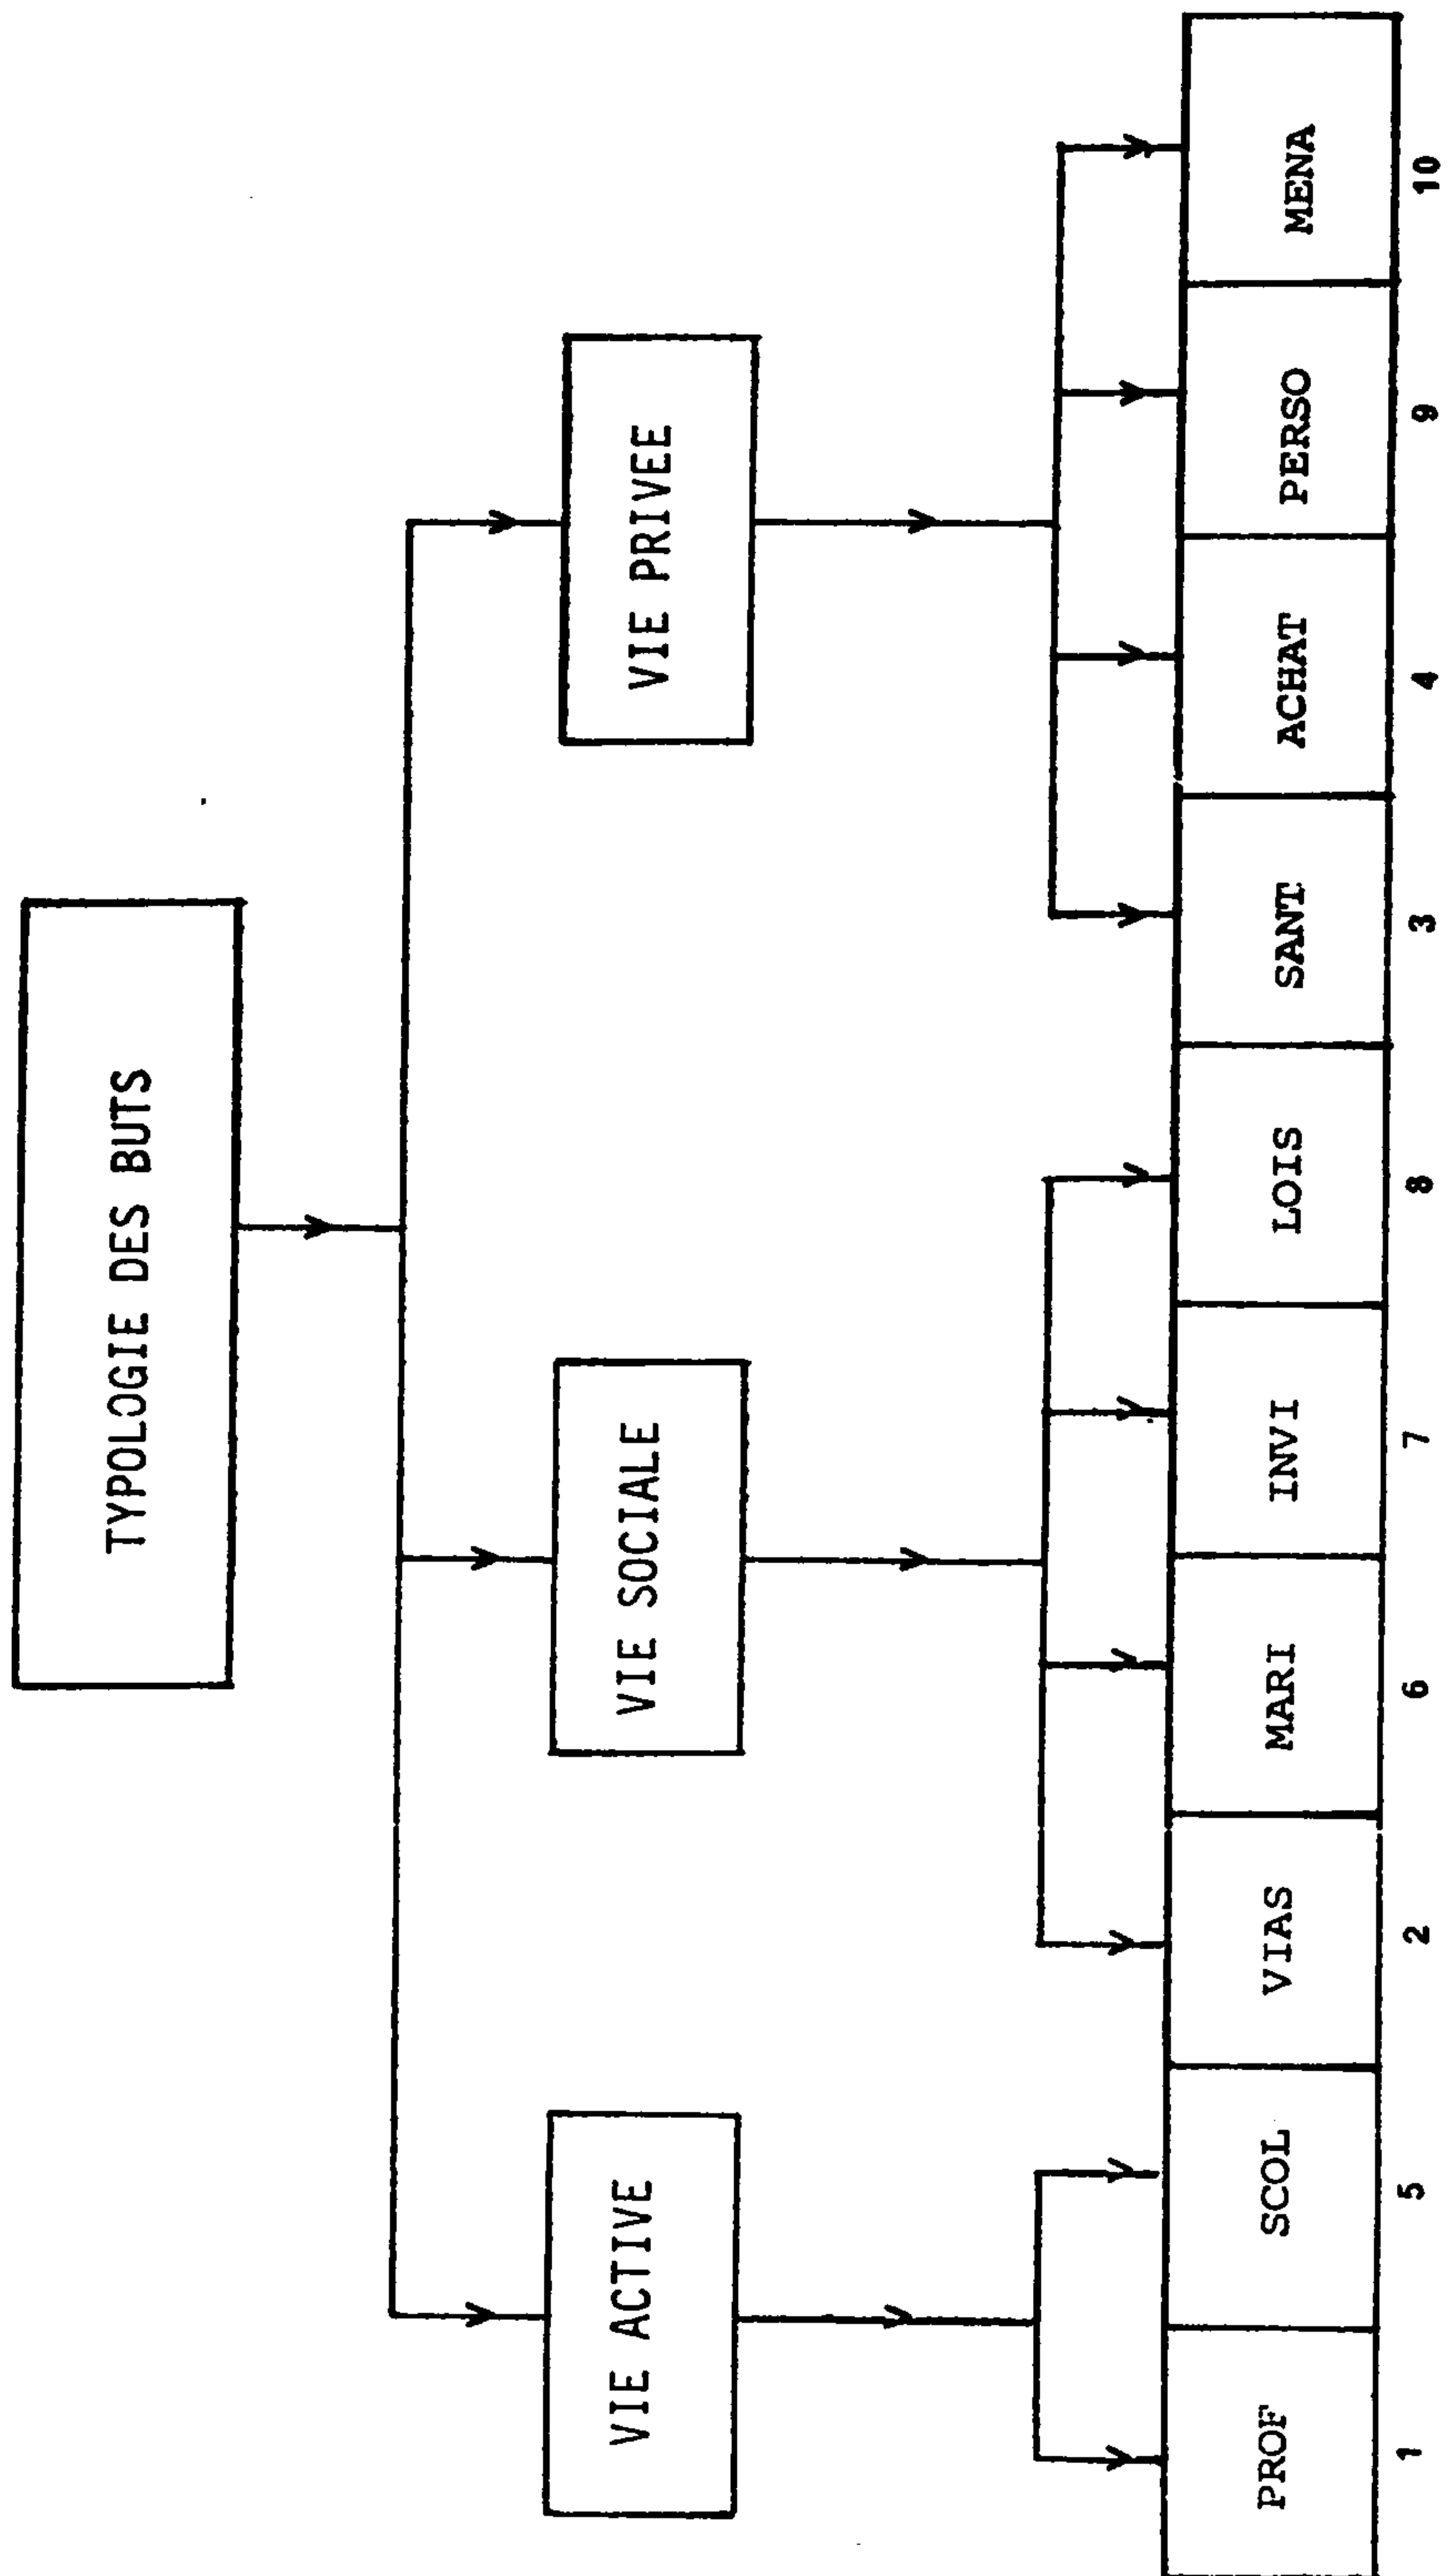 TYPOLOGIE DES BUTS
VIE ACTIVE
VIE SOCIALE
VIE PRIVEE
PROF
SCOL
VIAS
MARI
INVI
LOIS
SANT
ACHAT
PERSO
MENA
1
5
2
6
7
8
3
4
9
10